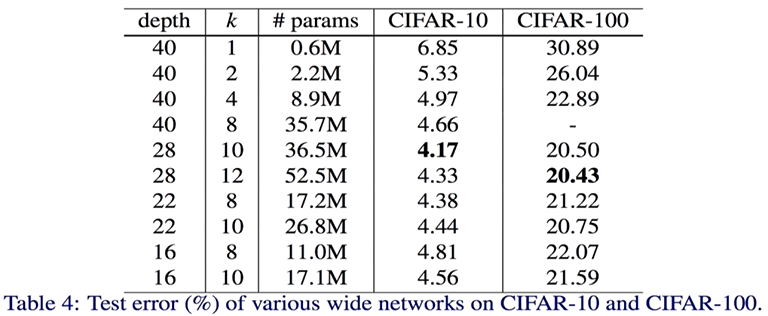 depth k # params CIFAR-10 CIFAR-100
40 1 0.6M 6.85 30.89
40 2 2.2M 5.33 26.04
40 4 8.9M 4.97 22.89
40 8 35.7M 4.66 -
28 10 36.5M 4.17 20.50
28 12 52.5M 4.33 20.43
22 8 17.2M 4.38 21.22
22 10 26.8M 4.44 20.75
16 8 11.0M 4.81 22.07
16 10 17.1M 4.56 21.59
Table 4: Test error (%) of various wide networks on CIFAR-10 and CIFAR-100.